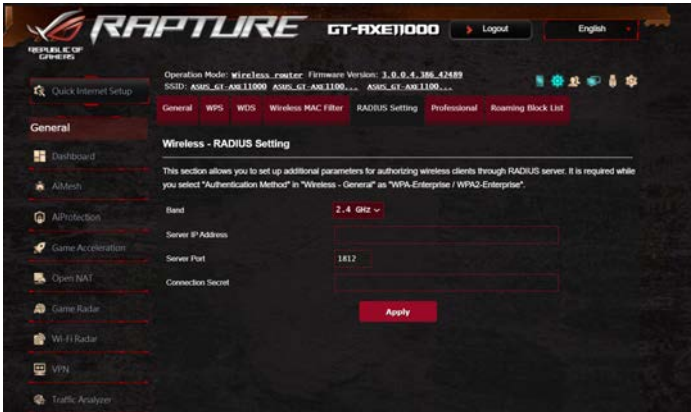 RAPTURE
GT-AXE11000
Logout
English
REPUBLIC OF
GAMERS
Operation Mode: Wireless router Firmware Version: 3.0.0.4.386_42489
SSID: ASUS_GT-AXE11000 ASUS_GT-AXE1100... ASUS_GT-AXE1100...
Quick Internet Setup
General WPS WDS Wireless MAC Filter RADIUS Setting Professional Roaming Block List
General
Wireless - RADIUS Setting
Dashboard
This section allows you to set up additional parameters for authorizing wireless clients through RADIUS server. It is required while
you select "Authentication Method" in "Wireless - General" as "WPA-Enterprise / WPA2-Enterprise".
AiMesh
Band 2.4 GHz
AiProtection
Server IP Address
Game Acceleration
Server Port 1812
Open NAT
Connection Secret
Game Radar
Apply
Wi-Fi Radar
VPN
Traffic Analyzer